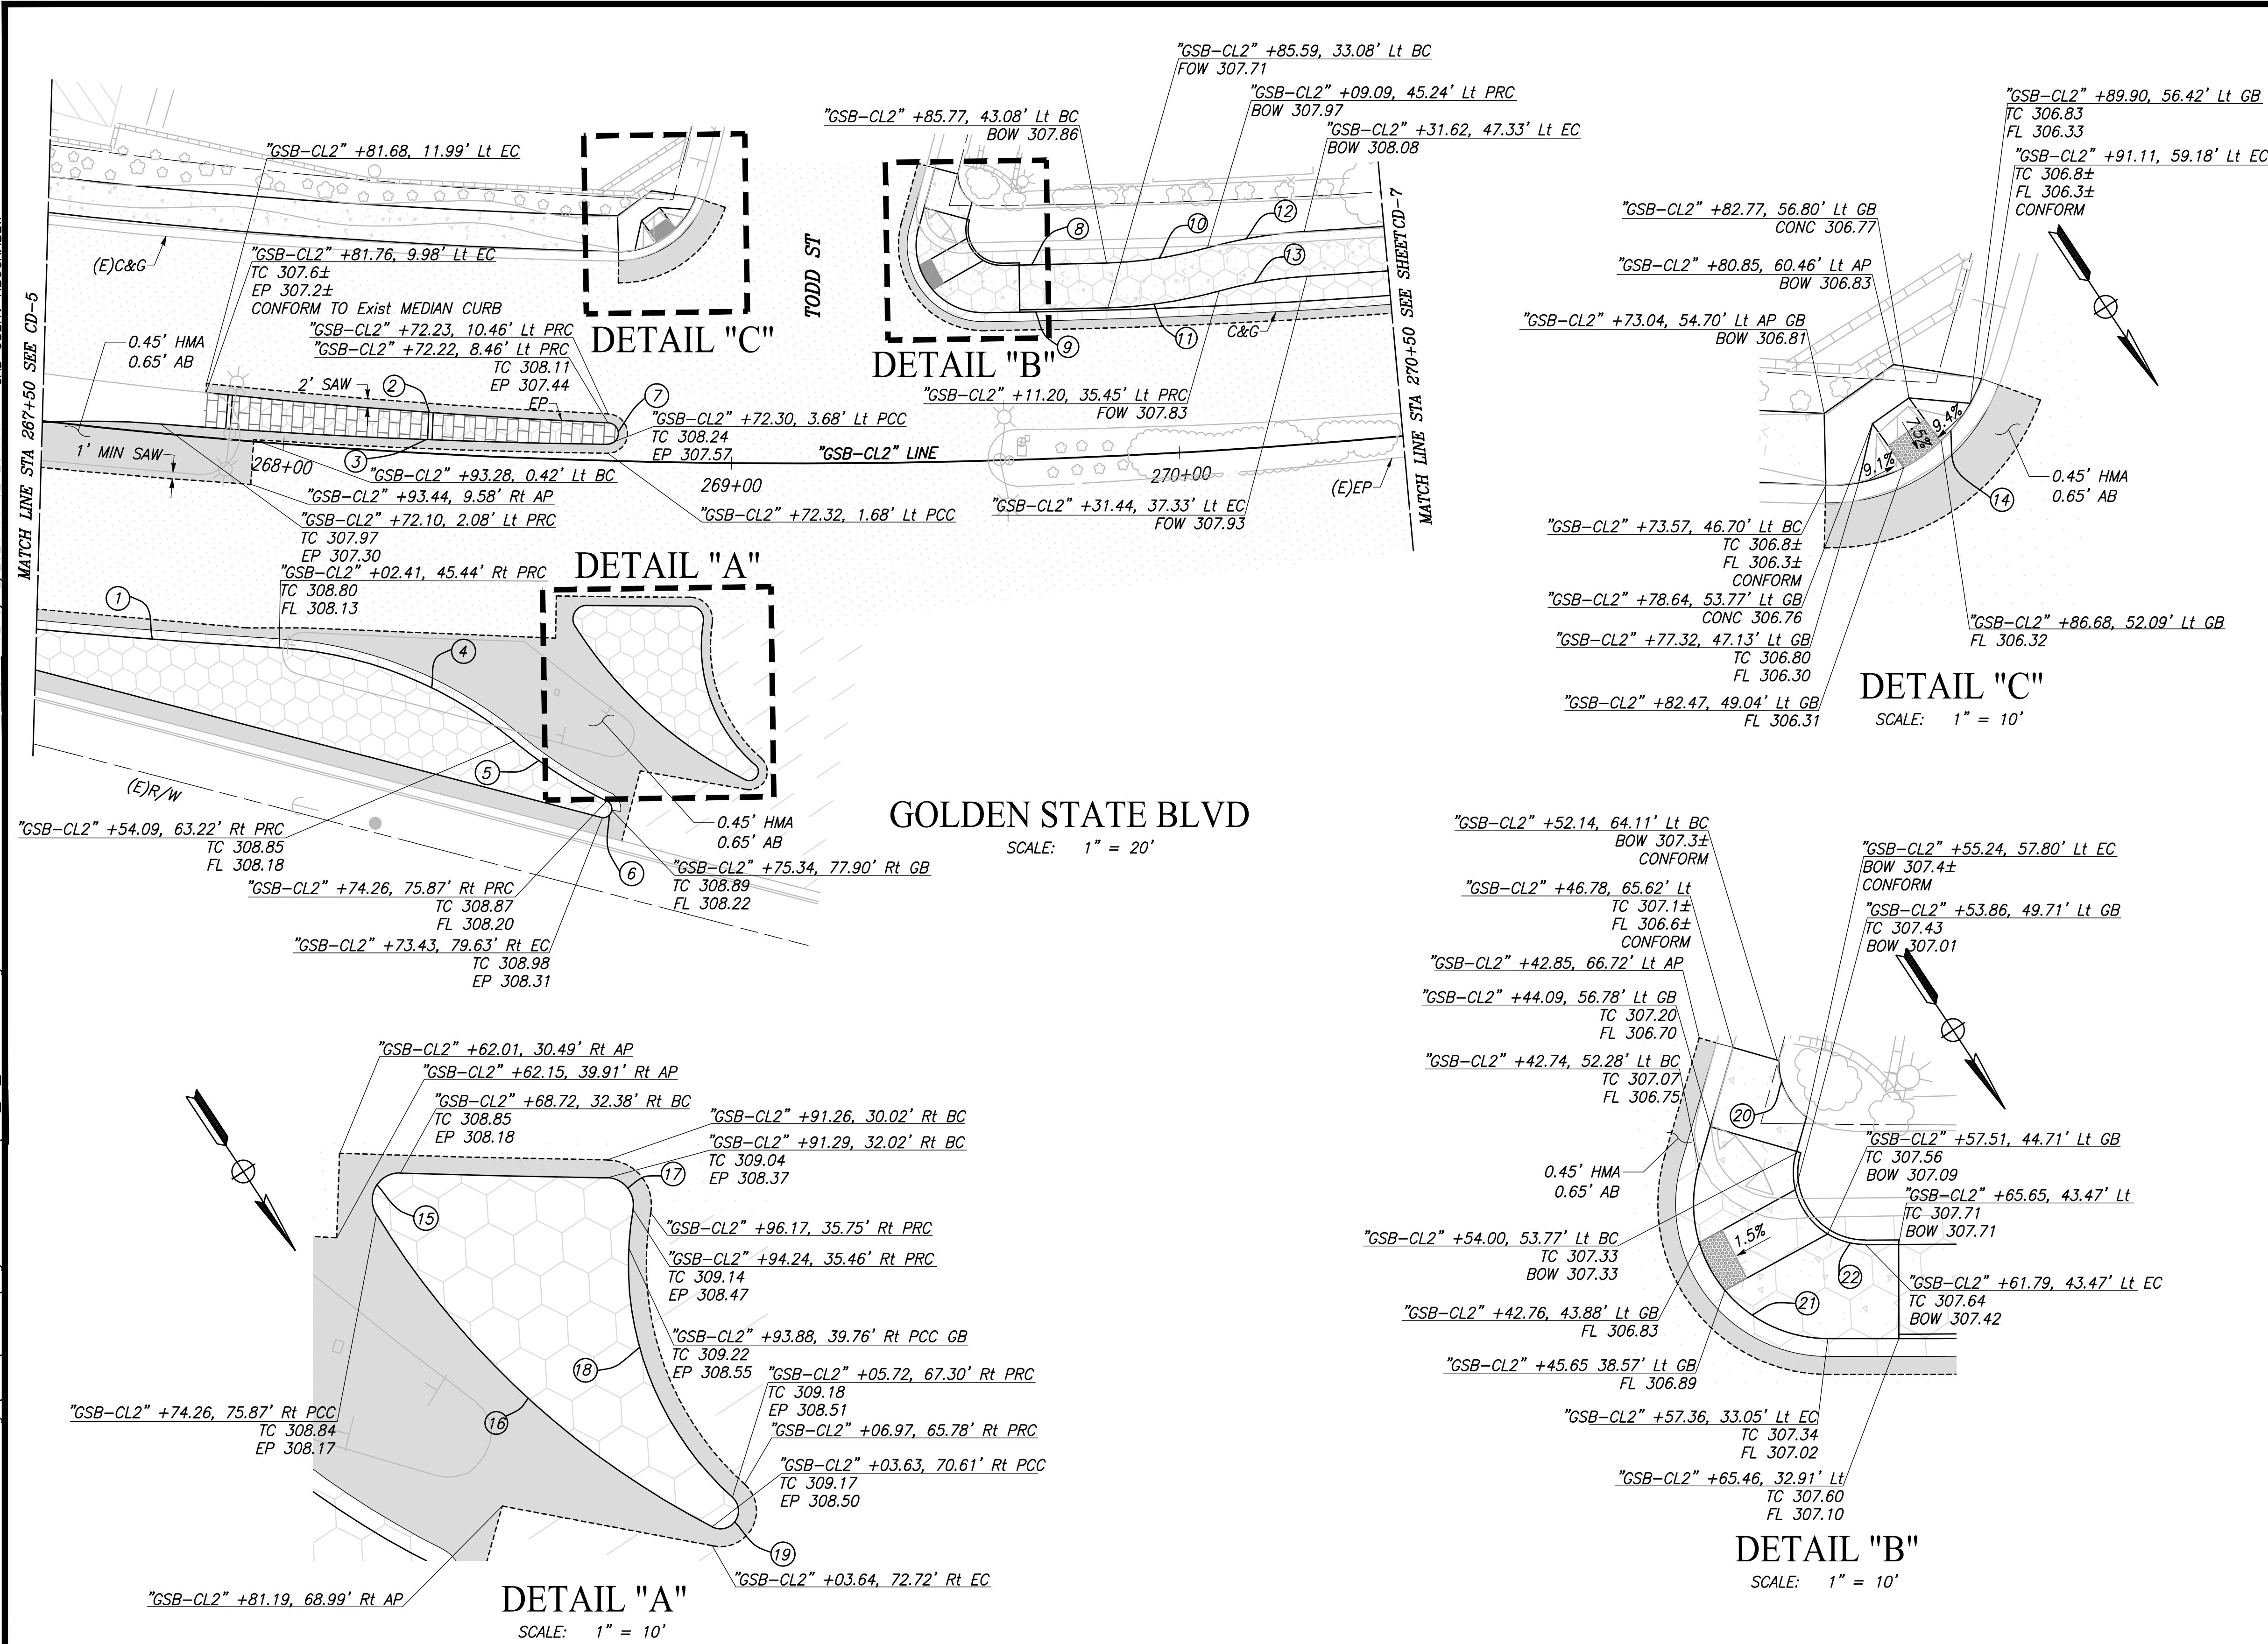 "GSB-CL2" +85.59, 33.08' Lt BC
FOW 307.71
"GSB-CL2" +09.09, 45.24' Lt PRC
BOW 307.97
"GSB-CL2" +85.77, 43.08' Lt BC
BOW 307.86
"GSB-CL2" +31.62, 47.33' Lt EC
BOW 308.08
"GSB-CL2" +81.68, 11.99' Lt EC
(E)C&G
"GSB-CL2" +81.76, 9.98' Lt EC
TC 307.6±
EP 307.2±
CONFORM TO Exist MEDIAN CURB
"GSB-CL2" +72.23, 10.46' Lt PRC
"GSB-CL2" +72.22, 8.46' Lt PRC
TC 308.11
EP 307.44
EP
0.45' HMA
0.65' AB
2' SAW
1' MIN SAW
MATCH LINE STA 267+50 SEE CD-5
DETAIL "C"
TODD ST
DETAIL "B"
C&G
MATCH LINE STA 270+50 SEE SHEETCD-7
8
9
10
11
12
13
2
3
7
"GSB-CL2" +11.20, 35.45' Lt PRC
FOW 307.83
"GSB-CL2" +72.30, 3.68' Lt PCC
TC 308.24
EP 307.57
"GSB-CL2" LINE
268+00
269+00
270+00
(E)EP
"GSB-CL2" +93.28, 0.42' Lt BC
"GSB-CL2" +93.44, 9.58' Rt AP
"GSB-CL2" +72.10, 2.08' Lt PRC
TC 307.97
EP 307.30
"GSB-CL2" +72.32, 1.68' Lt PCC
"GSB-CL2" +31.44, 37.33' Lt EC
FOW 307.93
"GSB-CL2" +02.41, 45.44' Rt PRC
TC 308.80
FL 308.13
DETAIL "A"
1
4
5
6
(E)R/W
0.45' HMA
0.65' AB
"GSB-CL2" +54.09, 63.22' Rt PRC
TC 308.85
FL 308.18
"GSB-CL2" +74.26, 75.87' Rt PRC
TC 308.87
FL 308.20
"GSB-CL2" +73.43, 79.63' Rt EC
TC 308.98
EP 308.31
"GSB-CL2" +75.34, 77.90' Rt GB
TC 308.89
FL 308.22
GOLDEN STATE BLVD
SCALE: 1" = 20'
"GSB-CL2" +89.90, 56.42' Lt GB
TC 306.83
FL 306.33
"GSB-CL2" +91.11, 59.18' Lt EC
TC 306.8±
FL 306.3±
CONFORM
"GSB-CL2" +82.77, 56.80' Lt GB
CONC 306.77
"GSB-CL2" +80.85, 60.46' Lt AP
BOW 306.83
"GSB-CL2" +73.04, 54.70' Lt AP GB
BOW 306.81
9.4%
7.5%
9.1%
14
0.45' HMA
0.65' AB
"GSB-CL2" +73.57, 46.70' Lt BC
TC 306.8±
FL 306.3±
CONFORM
"GSB-CL2" +78.64, 53.77' Lt GB
CONC 306.76
"GSB-CL2" +77.32, 47.13' Lt GB
TC 306.80
FL 306.30
"GSB-CL2" +82.47, 49.04' Lt GB
FL 306.31
"GSB-CL2" +86.68, 52.09' Lt GB
FL 306.32
DETAIL "C"
SCALE: 1" = 10'
"GSB-CL2" +62.01, 30.49' Rt AP
"GSB-CL2" +62.15, 39.91' Rt AP
"GSB-CL2" +68.72, 32.38' Rt BC
TC 308.85
EP 308.18
"GSB-CL2" +91.26, 30.02' Rt BC
"GSB-CL2" +91.29, 32.02' Rt BC
TC 309.04
EP 308.37
15
17
"GSB-CL2" +96.17, 35.75' Rt PRC
"GSB-CL2" +94.24, 35.46' Rt PRC
TC 309.14
EP 308.47
"GSB-CL2" +93.88, 39.76' Rt PCC GB
TC 309.22
EP 308.55
18
16
"GSB-CL2" +05.72, 67.30' Rt PRC
TC 309.18
EP 308.51
"GSB-CL2" +06.97, 65.78' Rt PRC
"GSB-CL2" +03.63, 70.61' Rt PCC
TC 309.17
EP 308.50
"GSB-CL2" +74.26, 75.87' Rt PCC
TC 308.84
EP 308.17
19
"GSB-CL2" +03.64, 72.72' Rt EC
"GSB-CL2" +81.19, 68.99' Rt AP
DETAIL "A"
SCALE: 1" = 10'
"GSB-CL2" +52.14, 64.11' Lt BC
BOW 307.3±
CONFORM
"GSB-CL2" +46.78, 65.62' Lt
TC 307.1±
FL 306.6±
CONFORM
"GSB-CL2" +42.85, 66.72' Lt AP
"GSB-CL2" +44.09, 56.78' Lt GB
TC 307.20
FL 306.70
"GSB-CL2" +42.74, 52.28' Lt BC
TC 307.07
FL 306.75
0.45' HMA
0.65' AB
"GSB-CL2" +54.00, 53.77' Lt BC
TC 307.33
BOW 307.33
"GSB-CL2" +42.76, 43.88' Lt GB
FL 306.83
"GSB-CL2" +45.65 38.57' Lt GB
FL 306.89
"GSB-CL2" +57.36, 33.05' Lt EC
TC 307.34
FL 307.02
"GSB-CL2" +65.46, 32.91' Lt
TC 307.60
FL 307.10
"GSB-CL2" +55.24, 57.80' Lt EC
BOW 307.4±
CONFORM
"GSB-CL2" +53.86, 49.71' Lt GB
TC 307.43
BOW 307.01
20
"GSB-CL2" +57.51, 44.71' Lt GB
TC 307.56
BOW 307.09
"GSB-CL2" +65.65, 43.47' Lt
TC 307.71
BOW 307.71
1.5%
22
21
"GSB-CL2" +61.79, 43.47' Lt EC
TC 307.64
BOW 307.42
DETAIL "B"
SCALE: 1" = 10'